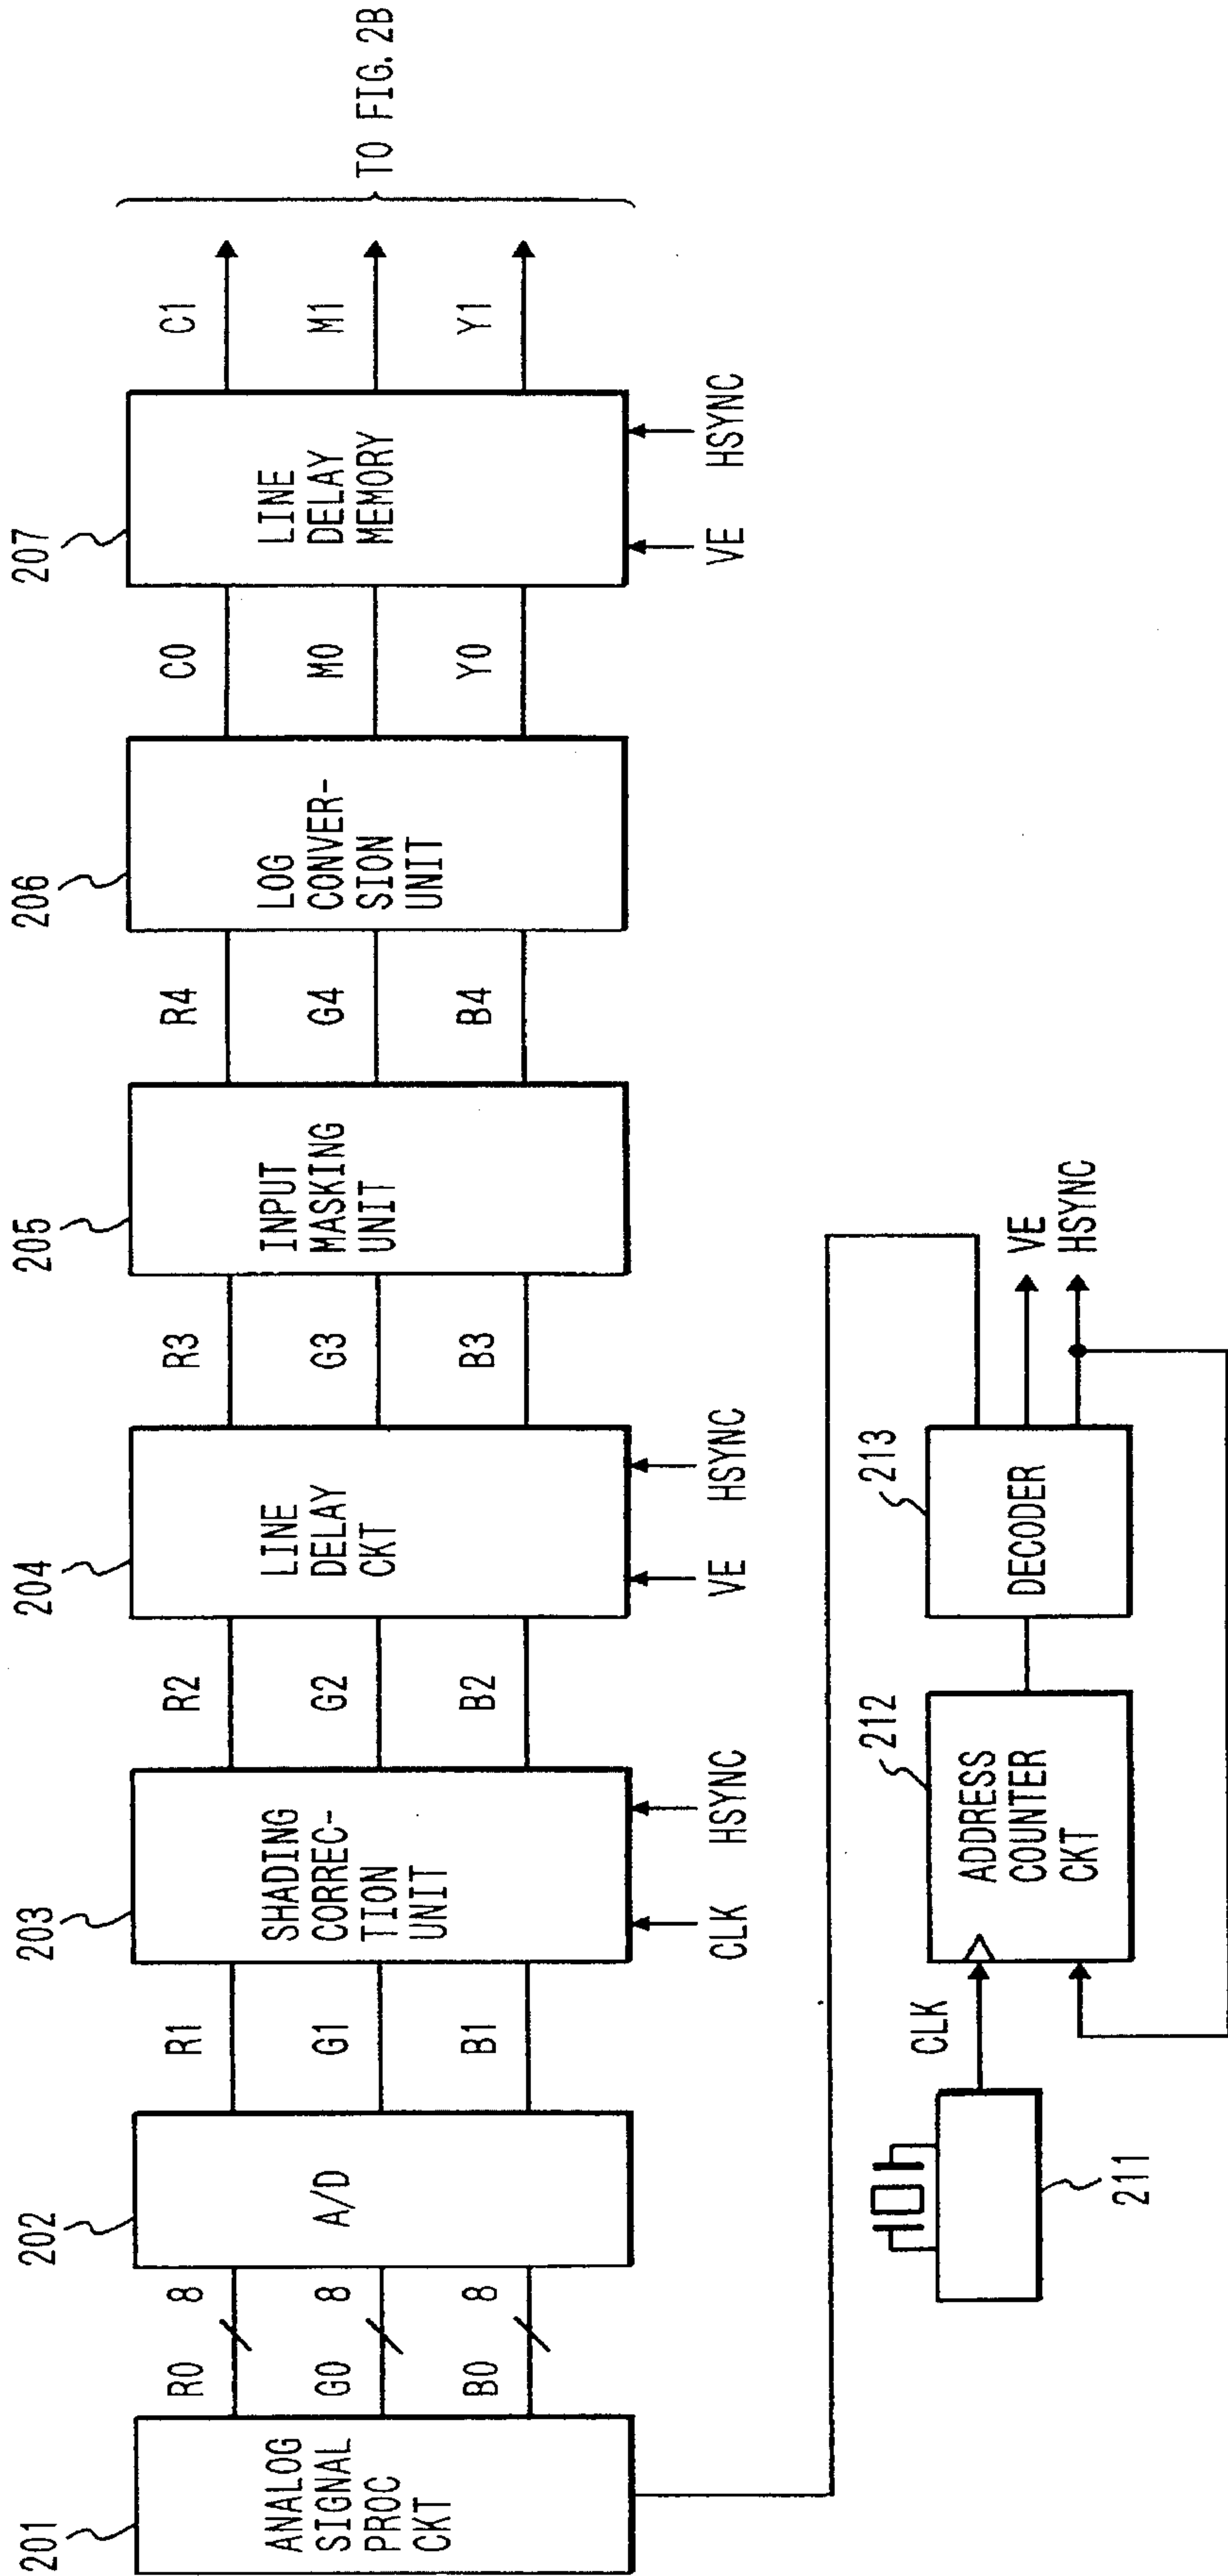 201
ANALOG
SIGNAL
PROC
CKT
R0 8
G0 8
B0 8
202
A/D
R1
G1
B1
203
SHADING
CORREC-
TION
UNIT
CLK
HSYNC
R2
G2
B2
204
LINE
DELAY
CKT
VE
HSYNC
R3
G3
B3
205
INPUT
MASKING
UNIT
R4
G4
B4
206
LOG
CONVER-
SION
UNIT
C0
M0
Y0
207
LINE
DELAY
MEMORY
VE
HSYNC
C1
M1
Y1
TO FIG. 2B
211
CLK
212
ADDRESS
COUNTER
CKT
213
DECODER
VE
HSYNC